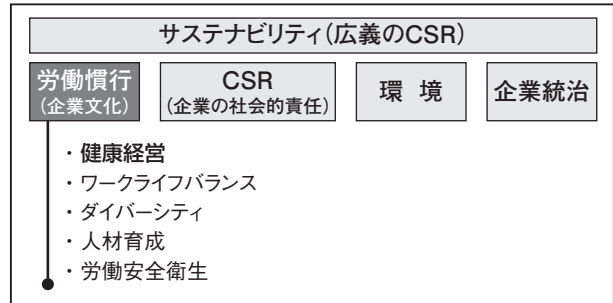 サステナビリティ(広義のCSR)
労働慣行
(企業文化)
CSR
(企業の社会的責任)
環 境
企業統治
・健康経営
・ワークライフバランス
・ダイバーシティ
・人材育成
・労働安全衛生